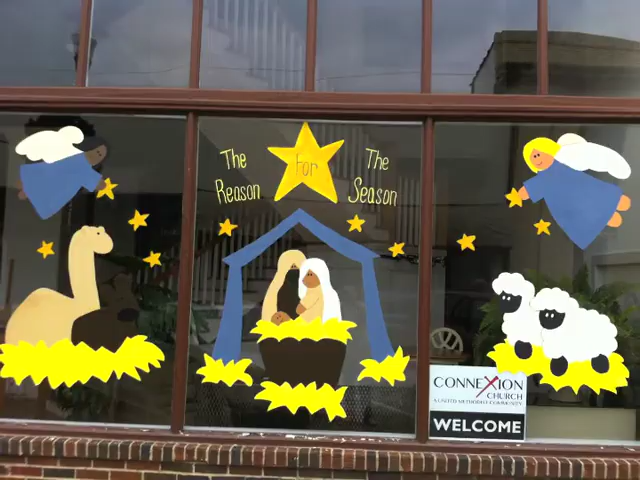 The Reason
For
The Season
CONNEXION
CHURCH
A UNITED METHODIST COMMUNITY
WELCOME